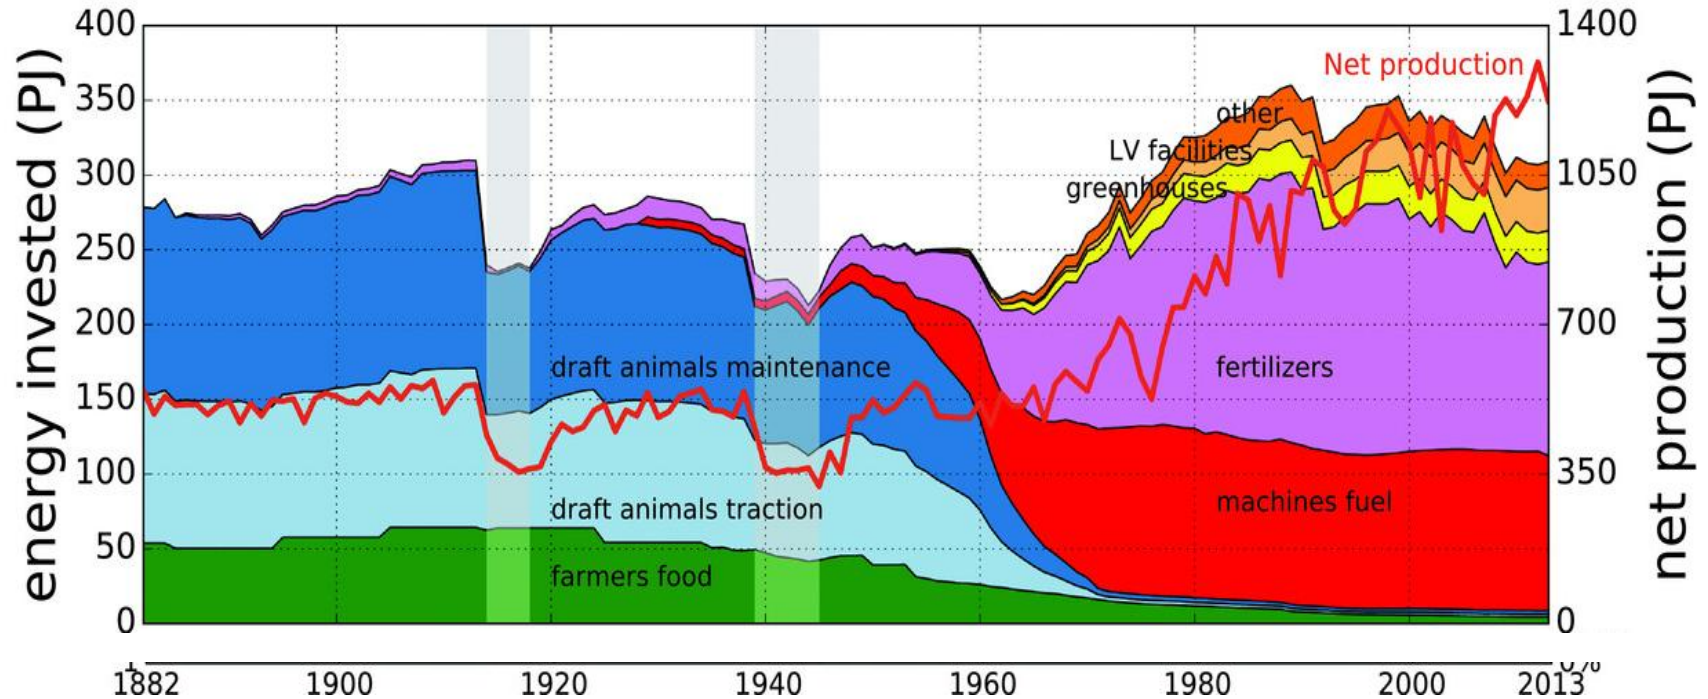 energy invested (PJ)
400
350
300
250
200
150
100
50
0
Net production
other
LV facilities
greenhouses
draft animals maintenance
fertilizers
draft animals traction
machines fuel
farmers food
1400
1050
700
350
0
net production (PJ)
1882 1900 1920 1940 1960 1980 2000 2013